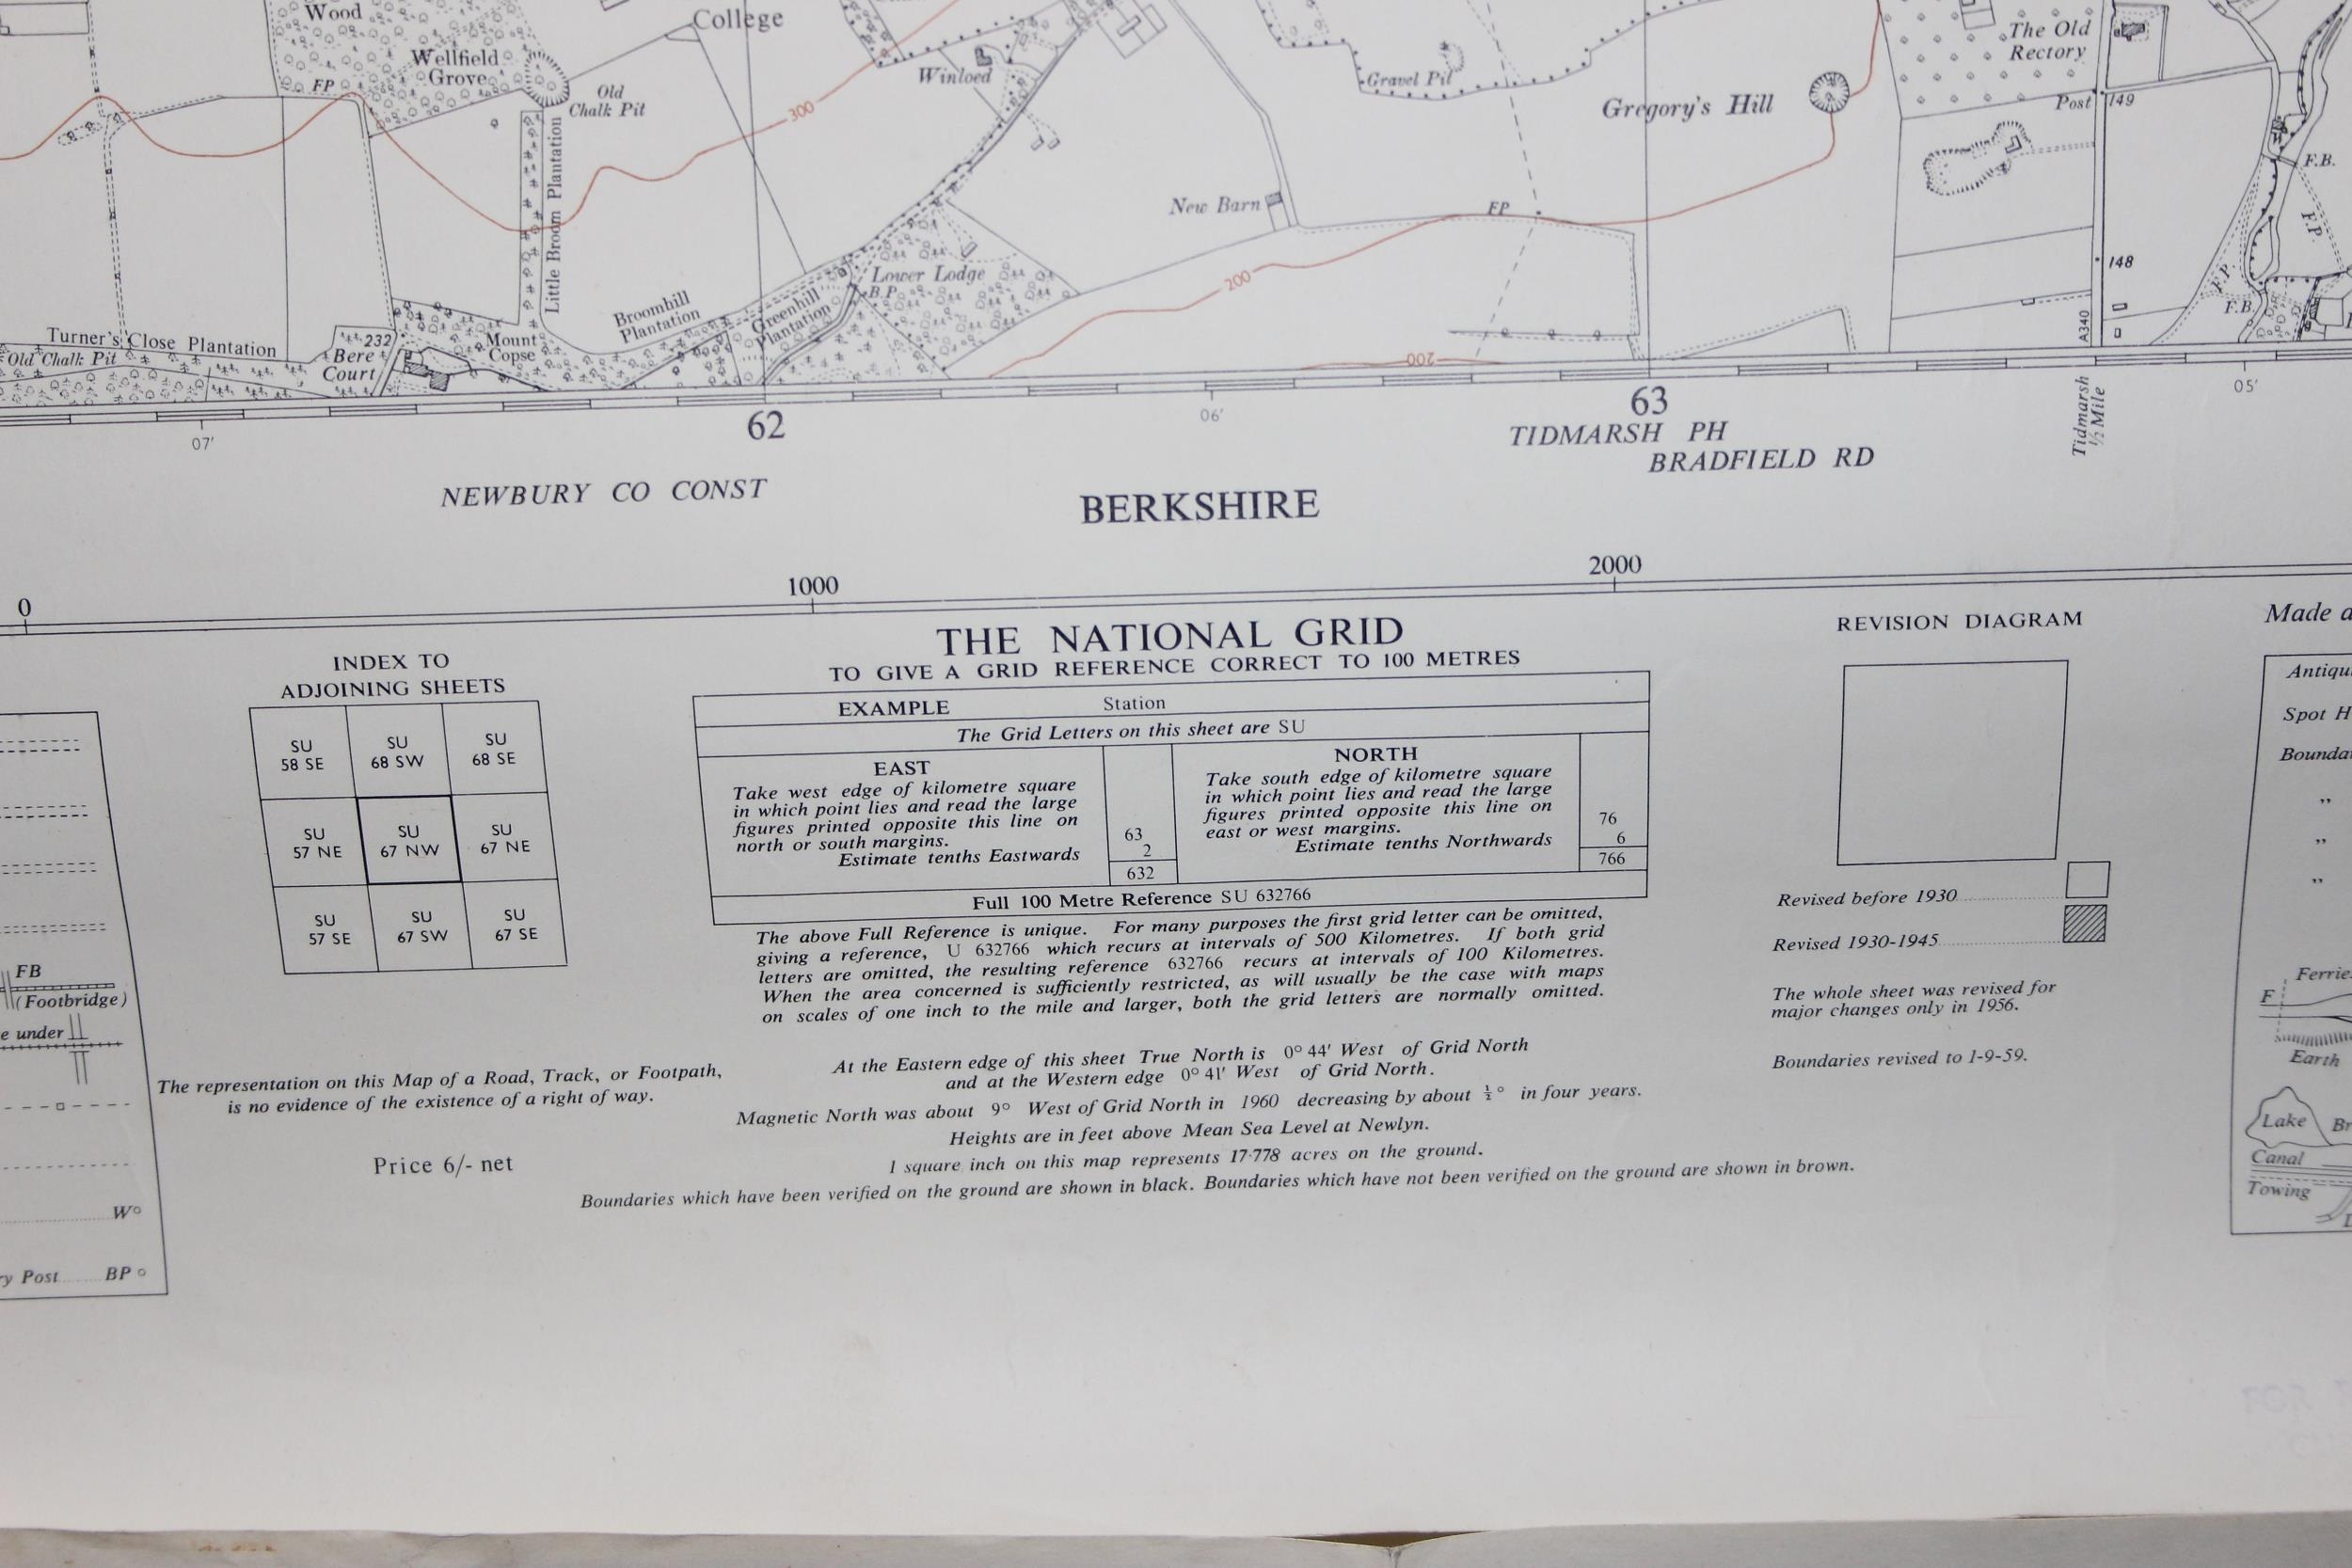 Wood
College
Wellfield
Grove
FP
Old
Chalk Pit
300
Winloed
Gravel Pit
Gregory's Hill
The Old
Rectory
Post
149
F.B.
F.P.
Little Broom Plantation
New Barn
FP
Lower Lodge
B.P.
200
148
F.P.
F.B.
A340
Broomhill
Plantation
Greenhill
Plantation
Turner's Close Plantation
Old Chalk Pit
232
Bere
Court
Mount
Copse
200
07'
62
06'
63
05'
Tidmarsh
½ Mile
TIDMARSH PH
BRADFIELD RD
NEWBURY CO CONST
BERKSHIRE
0
1000
2000
INDEX TO
ADJOINING SHEETS
SU
58 SE
SU
68 SW
SU
68 SE
SU
57 NE
SU
67 NW
SU
67 NE
SU
57 SE
SU
67 SW
SU
67 SE
THE NATIONAL GRID
TO GIVE A GRID REFERENCE CORRECT TO 100 METRES
EXAMPLE Station
The Grid Letters on this sheet are SU
EAST
Take west edge of kilometre square
in which point lies and read the large
figures printed opposite this line on
north or south margins.
Estimate tenths Eastwards
63
2
632
NORTH
Take south edge of kilometre square
in which point lies and read the large
figures printed opposite this line on
east or west margins.
Estimate tenths Northwards
76
6
766
Full 100 Metre Reference SU 632766
The above Full Reference is unique. For many purposes the first grid letter can be omitted,
giving a reference, U 632766 which recurs at intervals of 500 Kilometres. If both grid
letters are omitted, the resulting reference 632766 recurs at intervals of 100 Kilometres.
When the area concerned is sufficiently restricted, as will usually be the case with maps
on scales of one inch to the mile and larger, both the grid letters are normally omitted.
At the Eastern edge of this sheet True North is 0° 44' West of Grid North
and at the Western edge 0° 41' West of Grid North.
Magnetic North was about 9° West of Grid North in 1960 decreasing by about ½° in four years.
Heights are in feet above Mean Sea Level at Newlyn.
1 square inch on this map represents 17·778 acres on the ground.
Boundaries which have been verified on the ground are shown in black. Boundaries which have not been verified on the ground are shown in brown.
REVISION DIAGRAM
Revised before 1930
Revised 1930-1945
The whole sheet was revised for
major changes only in 1956.
Boundaries revised to 1-9-59.
FB
(Footbridge)
e under
The representation on this Map of a Road, Track, or Footpath,
is no evidence of the existence of a right of way.
Price 6/- net
W
ry Post BP
Made a
Antiqu
Spot H
Bounda
"
"
"
Ferrie
F
Earth
Lake
Br
Canal
Towing
L